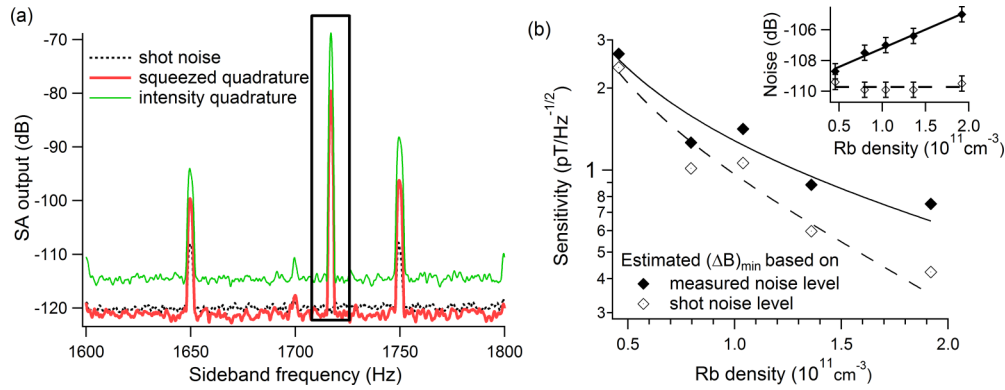 (a)
shot noise
squeezed quadrature
intensity quadrature
SA output (dB)
-70
-80
-90
-100
-110
-120
1600
1650
1700
1750
1800
Sideband frequency (Hz)
(b)
Sensitivity (pT/Hz^-1/2)
3
2
1
8
7
6
5
4
3
Estimated (ΔB)min based on
measured noise level
shot noise level
0.5
1.0
1.5
2.0
Rb density (10^11cm^-3)
Noise (dB)
-106
-108
-110
0.5
1.0
1.5
2.0
Rb density (10^11cm^-3)